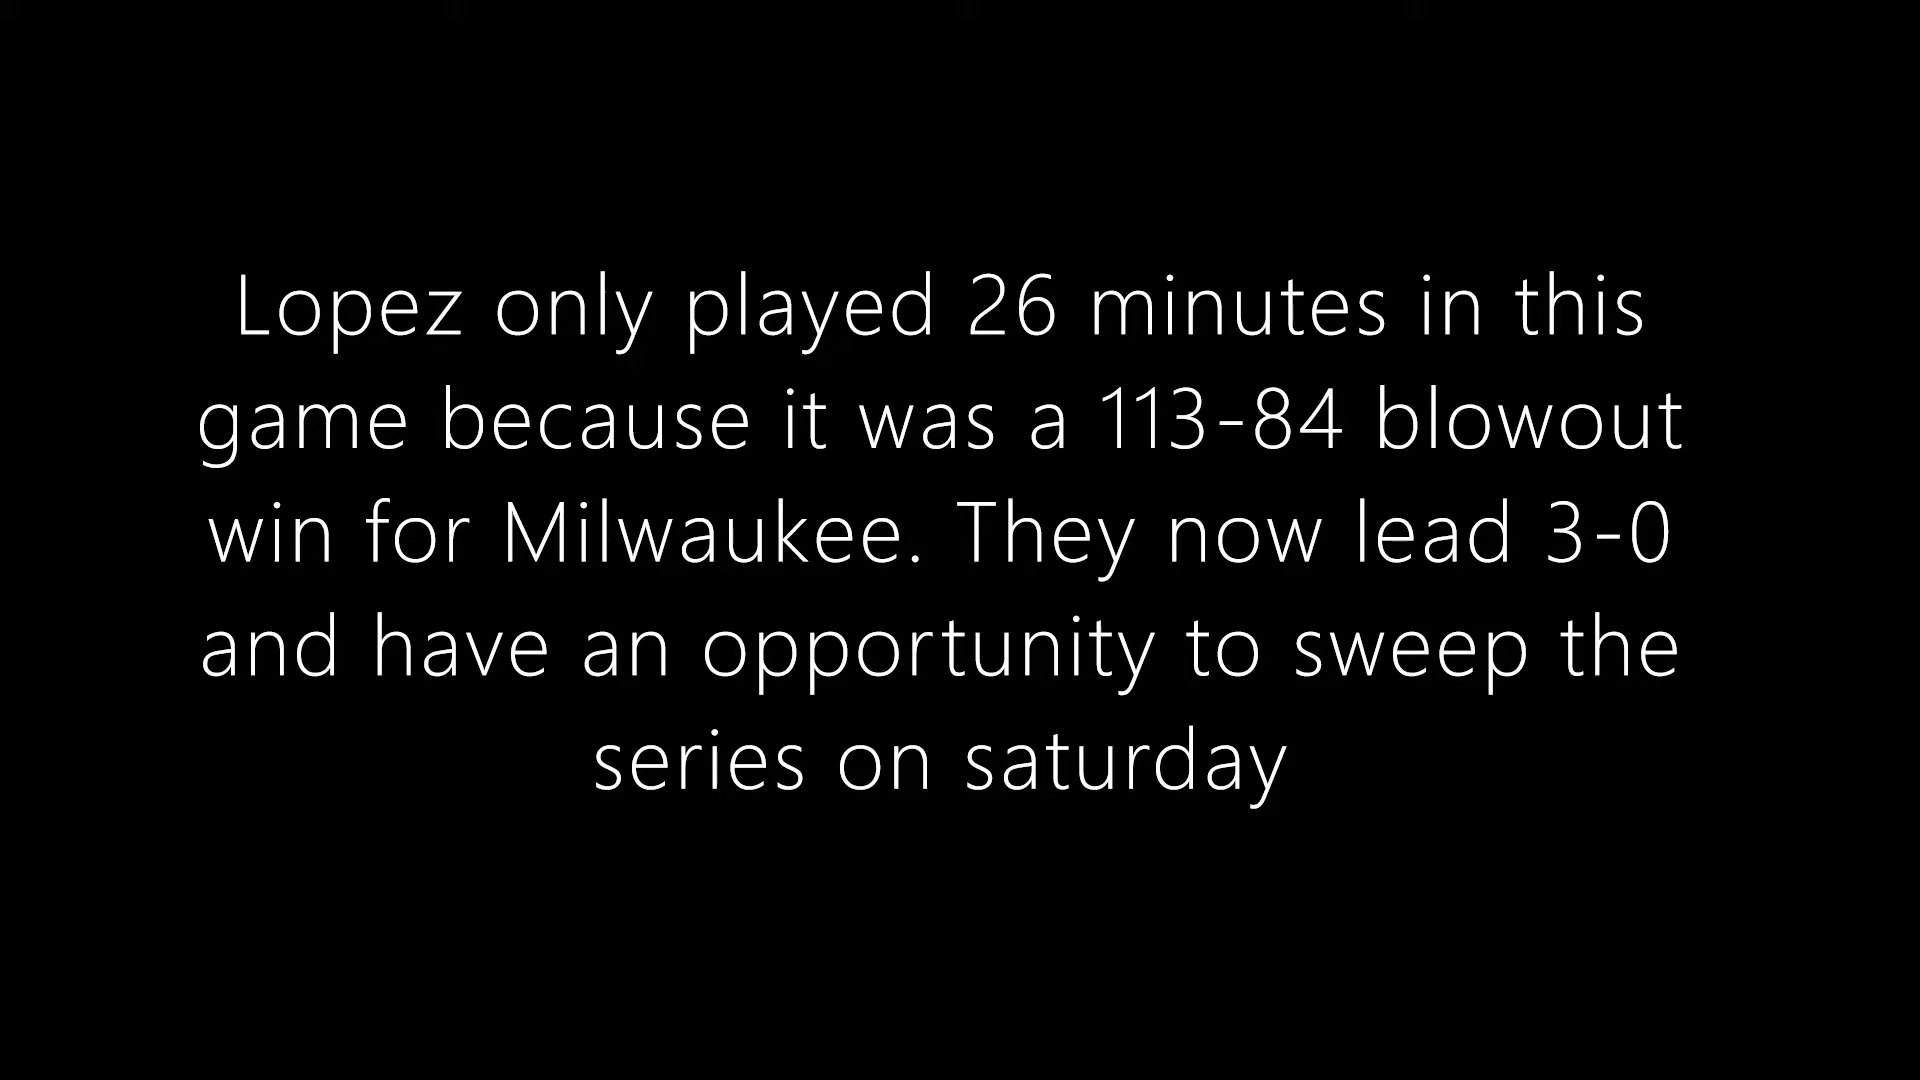 Lopez only played 26 minutes in this
game because it was a 113-84 blowout
win for Milwaukee. They now lead 3-0
and have an opportunity to sweep the
series on saturday